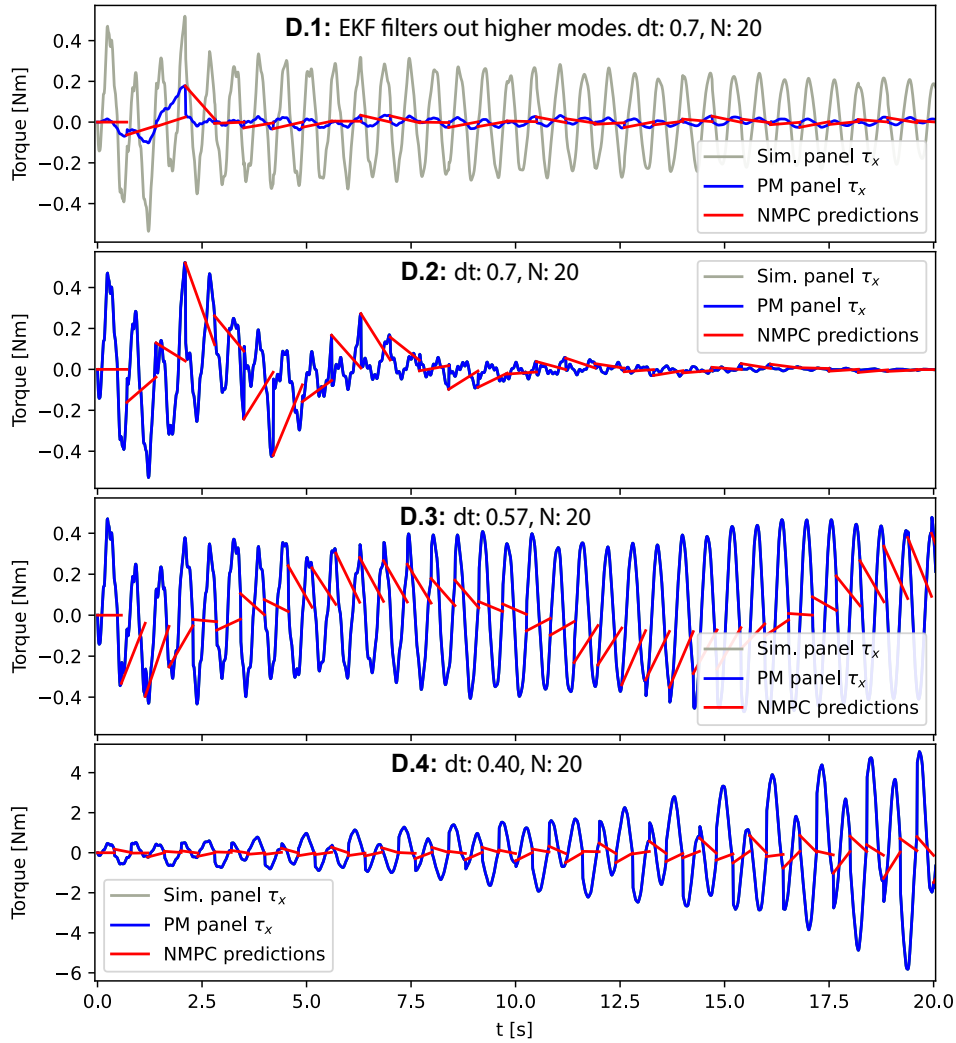 D.1: EKF filters out higher modes. dt: 0.7, N: 20
Torque [Nm]
0.4
0.2
0.0
−0.2
−0.4
Sim. panel τx
PM panel τx
NMPC predictions
D.2: dt: 0.7, N: 20
Torque [Nm]
0.4
0.2
0.0
−0.2
−0.4
Sim. panel τx
PM panel τx
NMPC predictions
D.3: dt: 0.57, N: 20
Torque [Nm]
0.4
0.2
0.0
−0.2
−0.4
Sim. panel τx
PM panel τx
NMPC predictions
D.4: dt: 0.40, N: 20
Torque [Nm]
4
2
0
−2
−4
−6
Sim. panel τx
PM panel τx
NMPC predictions
0.0 2.5 5.0 7.5 10.0 12.5 15.0 17.5 20.0
t [s]